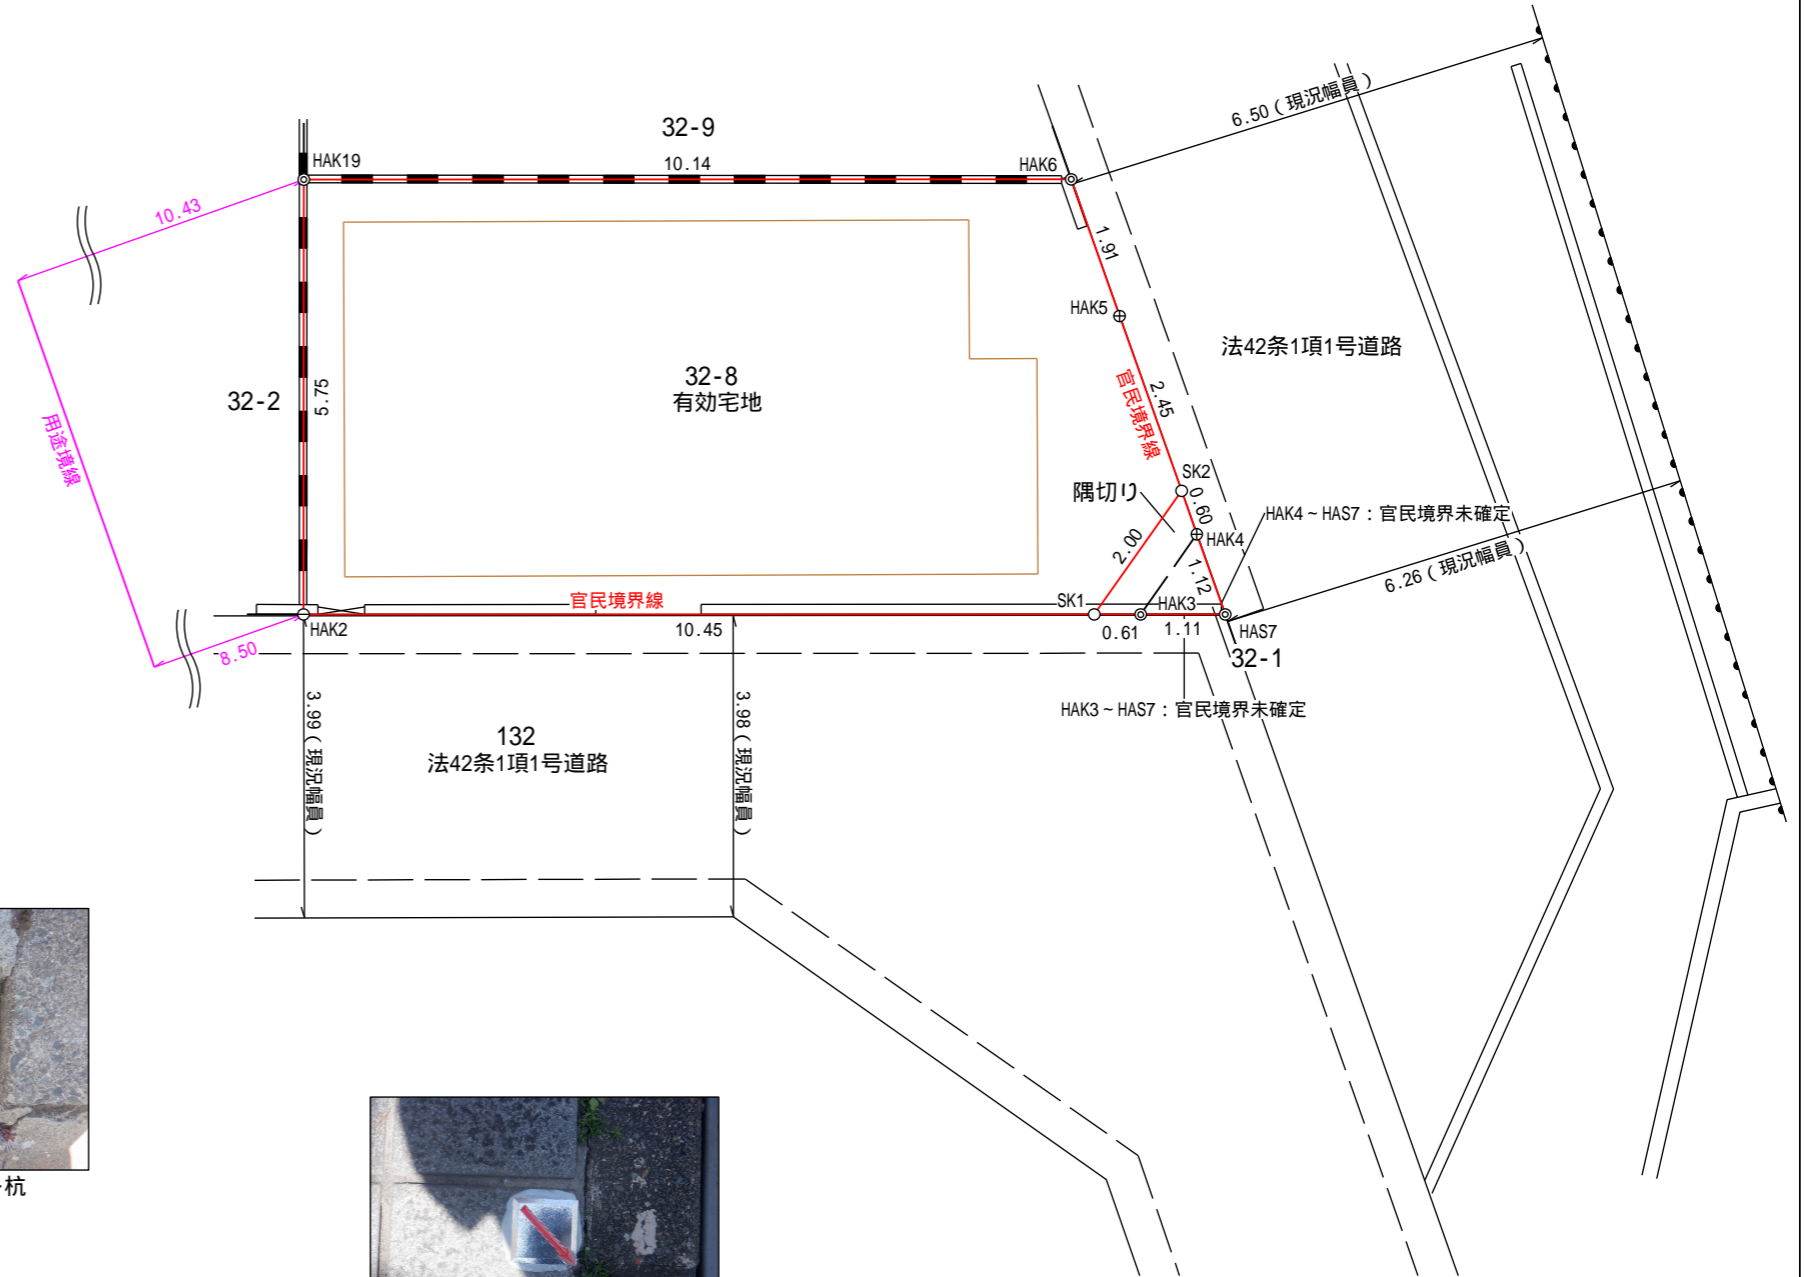 32-9
HAK19
10.14
HAK6
6.50（現況幅員）
10.43
1.91
HAK5
法42条1項1号道路
32-8
有効宅地
32-2
5.75
用途境線
官民境界線
2.45
SK2
隅切り
0.60
HAK4～HAS7：官民境界未確定
HAK4
2.00
1.12
6.26（現況幅員）
官民境界線
SK1
HAK3
HAK2
10.45
0.61
1.11
HAS7
8.50
32-1
3.99（現況幅員）
3.98（現況幅員）
HAK3～HAS7：官民境界未確定
132
法42条1項1号道路
杭